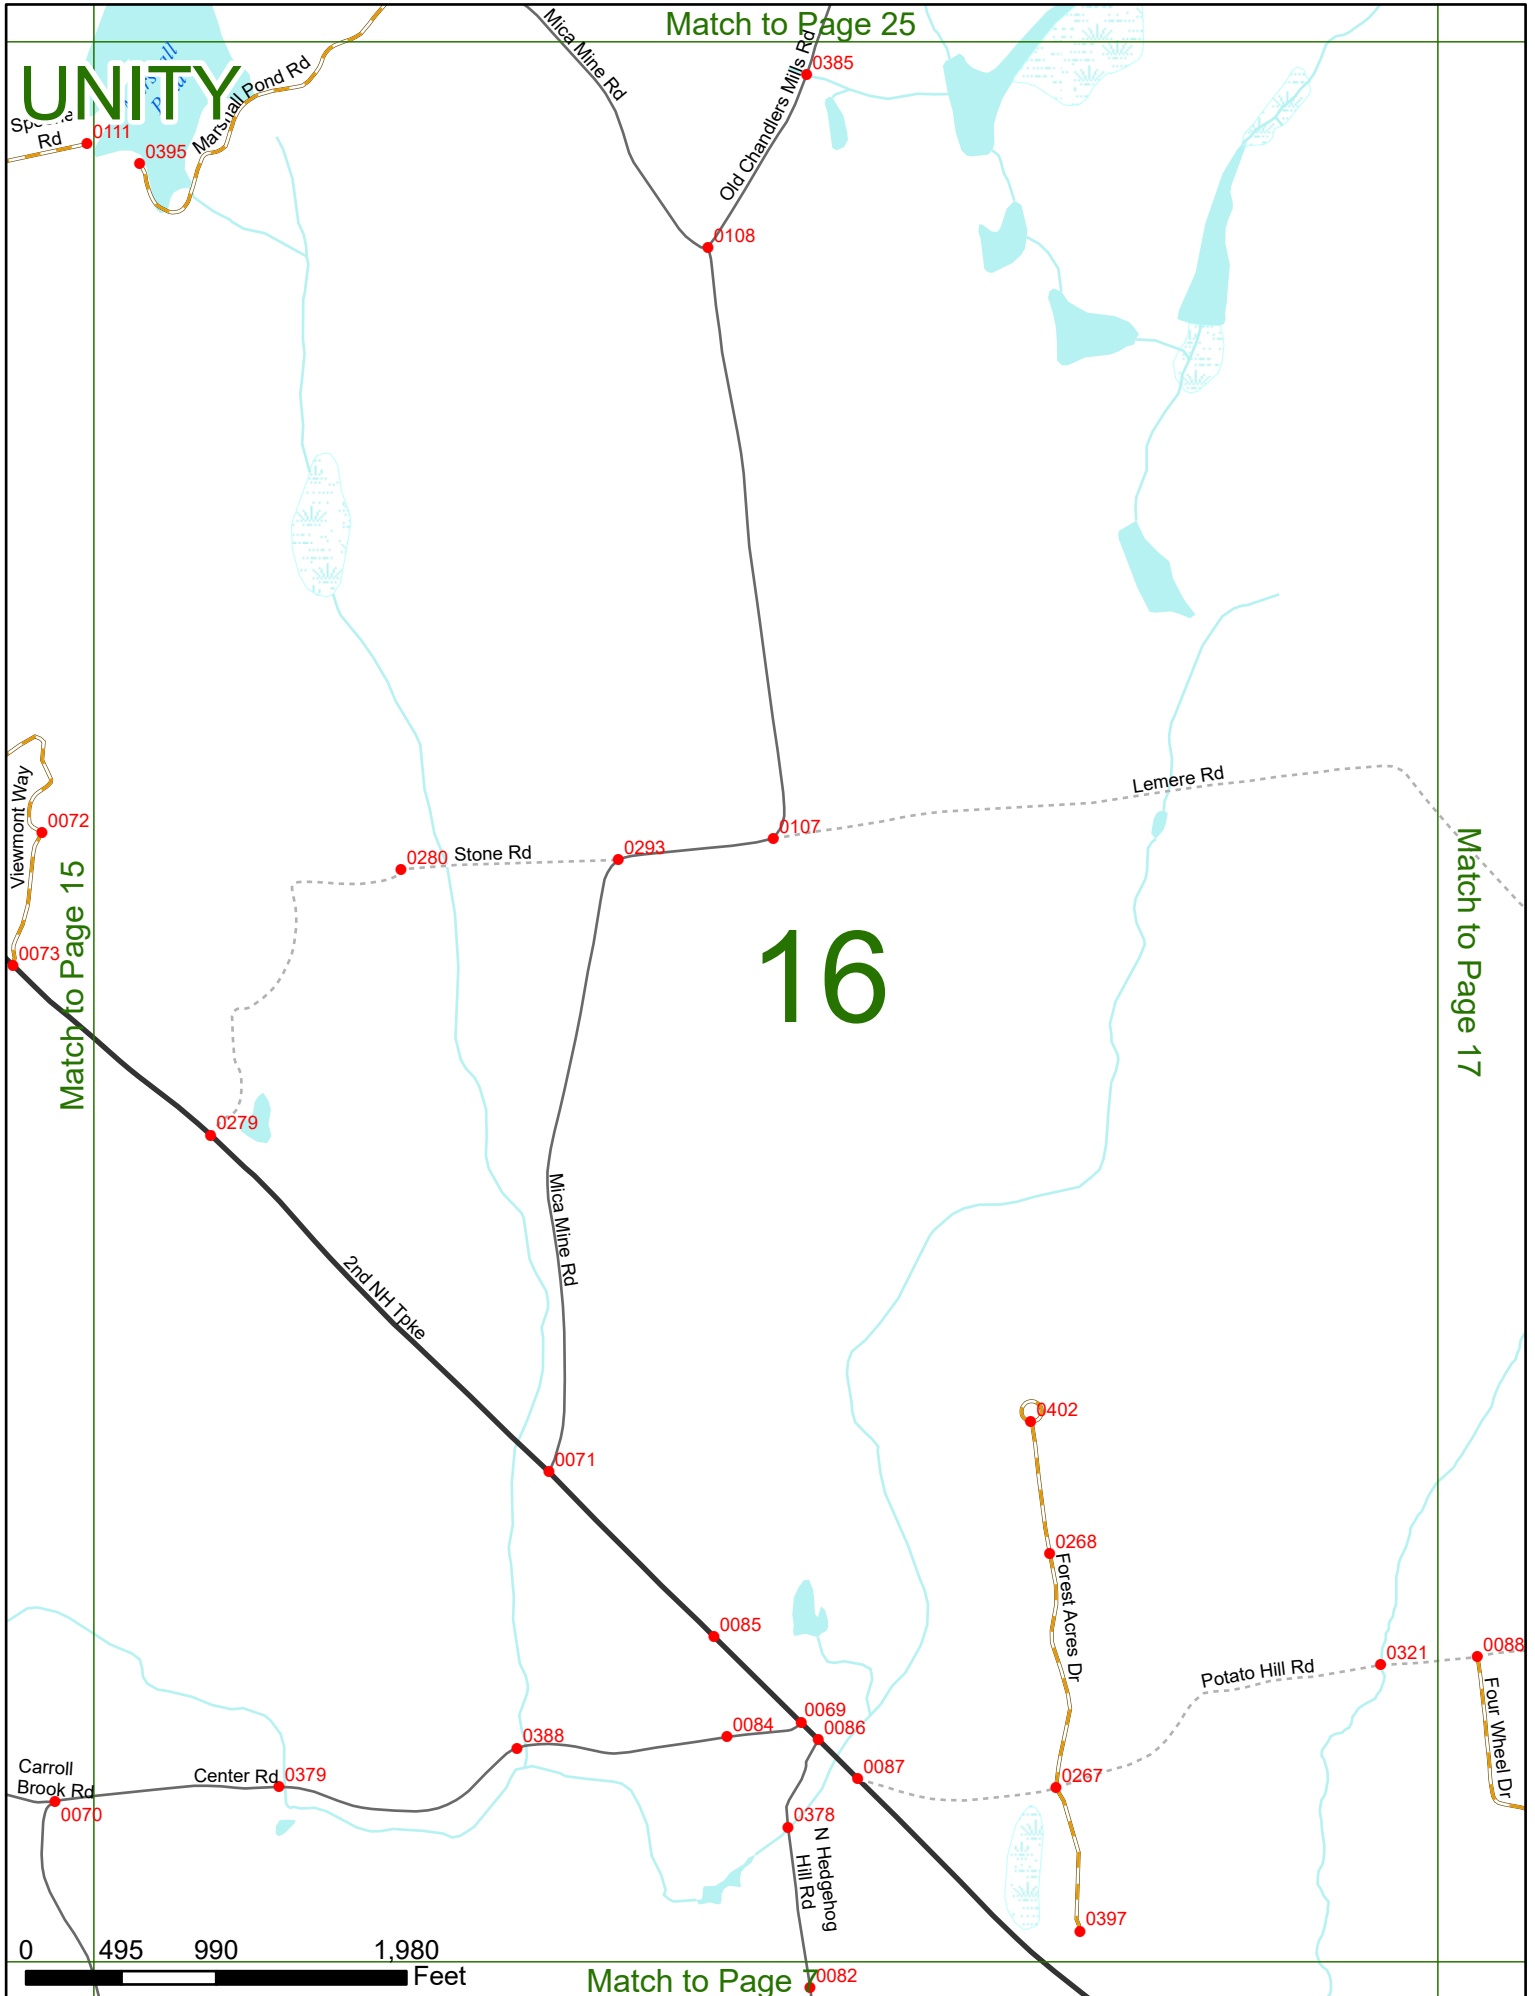 Match to Page 25
UNITY
Mica Mine Rd
Old Chandlers Mills Rd
0385
Marshall Pond Rd
Rd
0111
0395
0108
Viewmont Way
0072
Match to Page 15
0073
0280
Stone Rd
0293
0107
Lemere Rd
Match to Page 17
16
0279
Mica Mine Rd
2nd NH Tpke
0071
0402
0268
Forest Acres Dr
0085
0321
0088
Potato Hill Rd
Four Wheel Dr
0069
0086
0084
0388
0087
0267
Carroll
Brook Rd
Center Rd
0379
0070
0378
N Hedgehog
Hill Rd
0397
0 495 990 1,980
Feet
Match to Page 7
0082